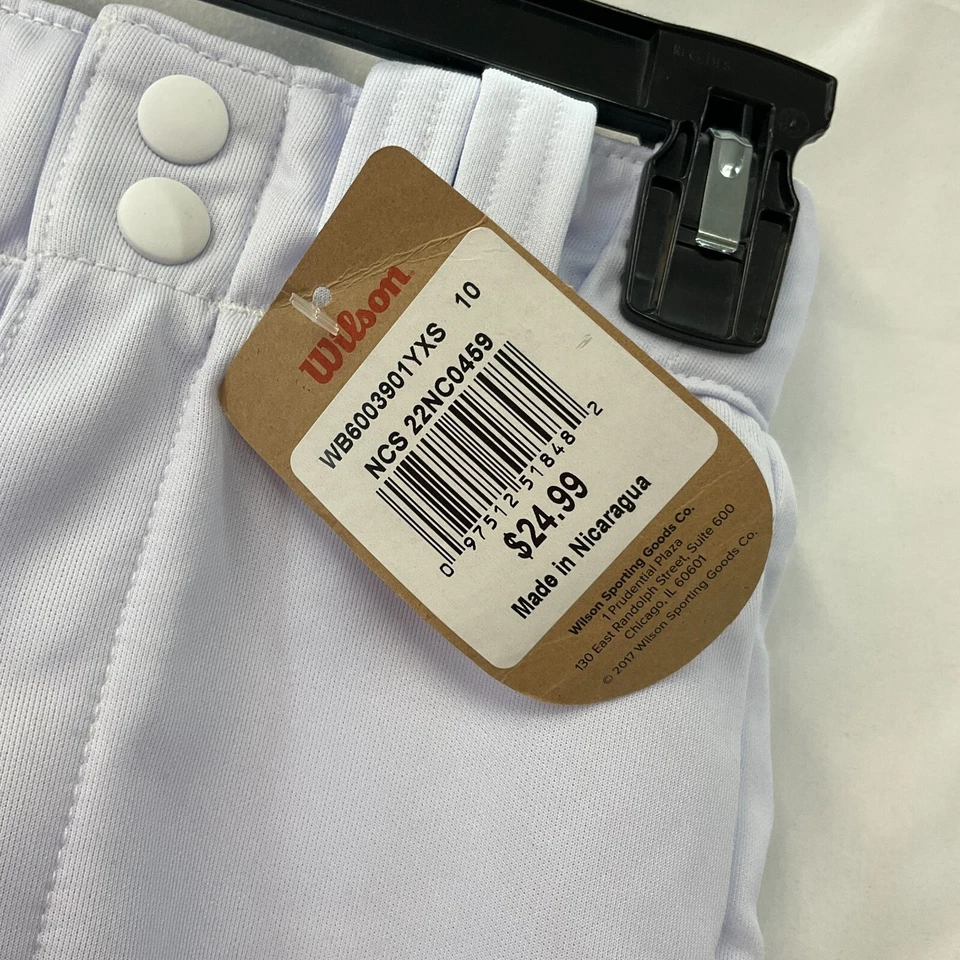 Wilson
WB6003901YXS 10
NCS 22NC0459
0 97512 51848 2
$24.99
Made in Nicaragua
Wilson Sporting Goods Co.
1 Prudential Plaza
130 East Randolph Street, Suite 600
Chicago, IL 60601
© 2017 Wilson Sporting Goods Co.